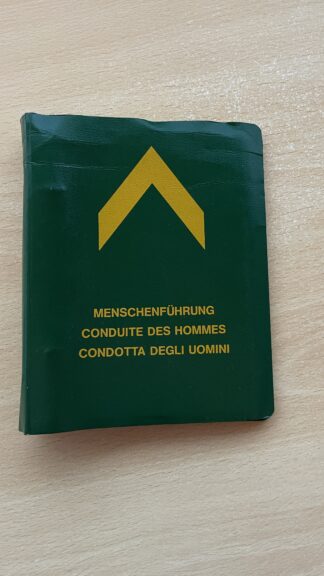 MENSCHENFÜHRUNG
CONDUITE DES HOMMES
CONDOTTA DEGLI UOMINI